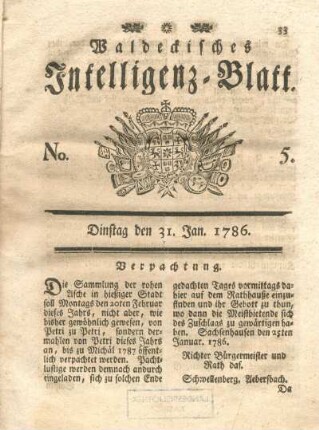 33
Waldeckisches
Intelligenz-Blatt.
No. 5.
Dinstag den 31. Jan. 1786.
Verpachtung.
Die Sammlung der rohen
Asche in hiesiger Stadt
soll Montags den 20ten Februar
dieses Jahrs, nicht aber, wie
bisher gewöhnlich gewesen, von
Petri zu Petri, sondern der-
mahlen von Petri dieses Jahrs
an, bis zu Michäl 1787 öffent-
lich verpachtet werden. Pacht-
lustige werden demnach andurch
eingeladen, sich zu solchen Ende
gedachten Tages vormittags da-
hier auf dem Rathhause einzu-
finden und ihr Gebott zu thun,
wo dann die Meistbietende sich
des Zuschlags zu gewärtigen ha-
ben. Sachsenhausen den 25ten
Januar. 1786.
Richter Bürgermeister und
Rath das.
Schwellenberg. Aebersbach.
Da